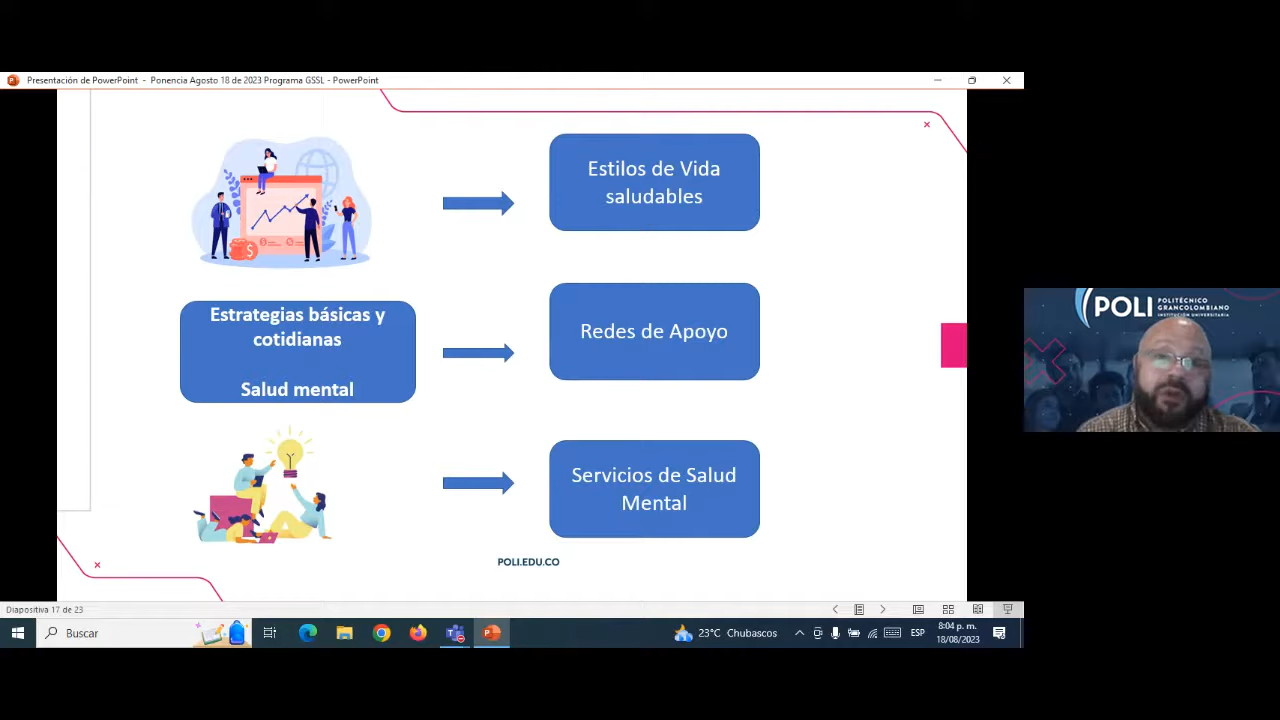 Presentación de PowerPoint - Ponencia Agosto 18 de 2023 Programa GSSL - PowerPoint
Estilos de Vida
saludables
Estrategias básicas y
cotidianas
Salud mental
Redes de Apoyo
Servicios de Salud
Mental
POLI.EDU.CO
POLI
POLITÉCNICO
GRANCOLOMBIANO
INSTITUCIÓN UNIVERSITARIA
Diapositiva 17 de 23
Buscar
23°C Chubascos
ESP
8:04 p. m.
18/08/2023